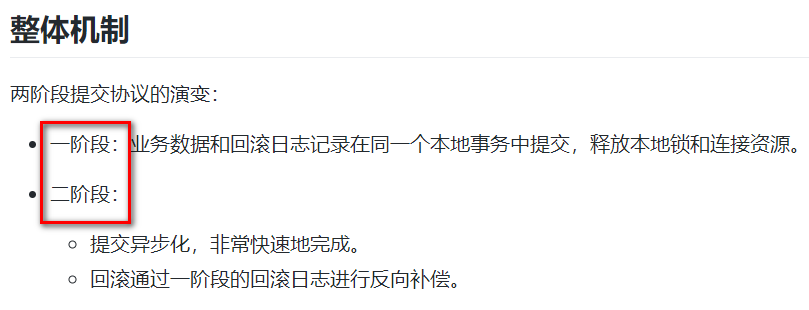 整体机制
两阶段提交协议的演变：
一阶段：业务数据和回滚日志记录在同一个本地事务中提交，释放本地锁和连接资源。
二阶段：
提交异步化，非常快速地完成。
回滚通过一阶段的回滚日志进行反向补偿。